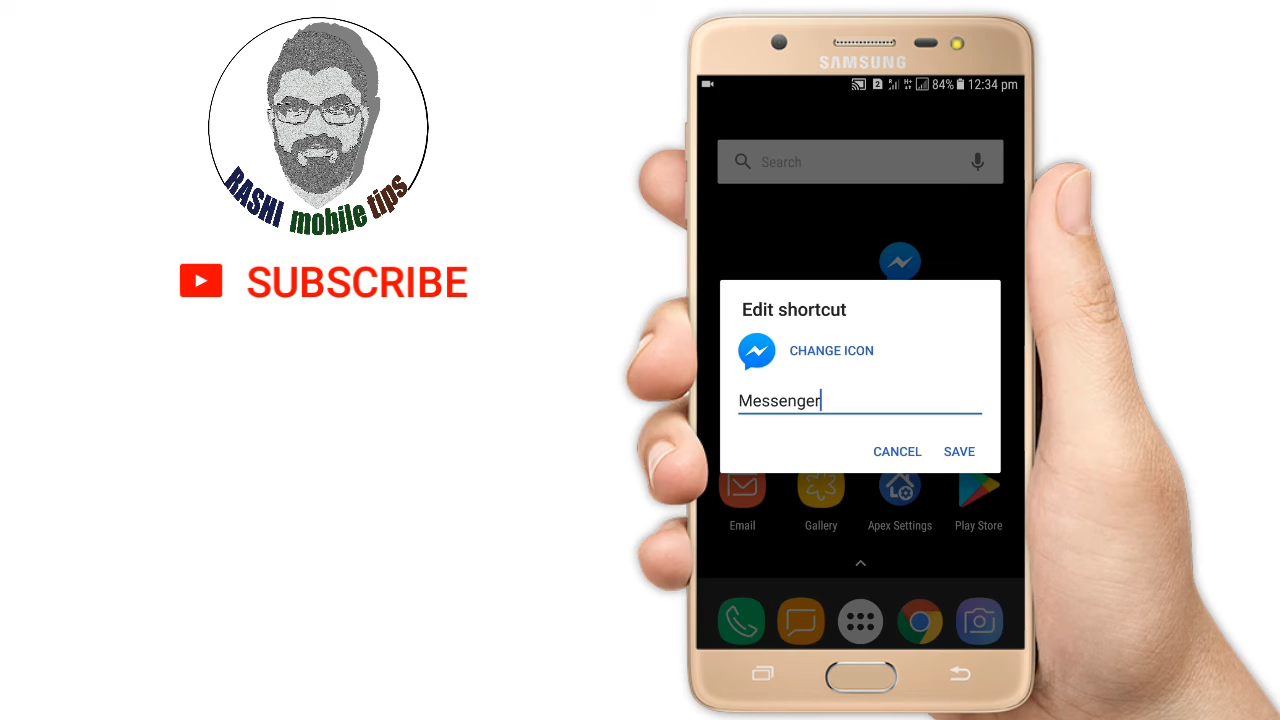 RASHI mobile tips
SUBSCRIBE
SAMSUNG
2 R H+ 84% 12:34 pm
Search
Edit shortcut
CHANGE ICON
Messenger
CANCEL SAVE
Email Gallery Apex Settings Play Store